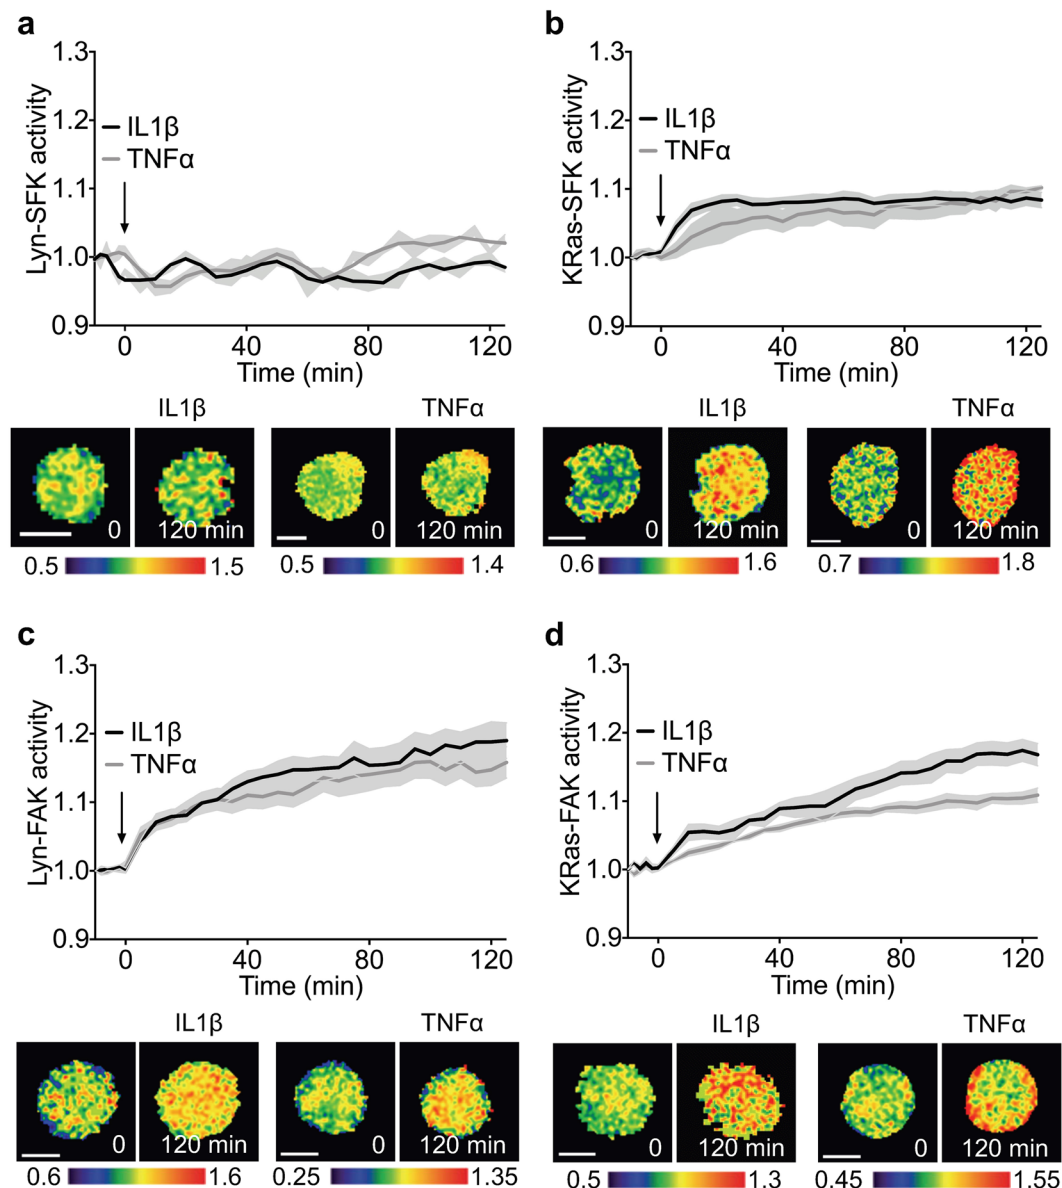 a
1.3
1.2
1.1
1.0
0.9
Lyn-SFK activity
IL1β
TNFα
0 40 80 120
Time (min)
IL1β TNFα
0 120 min 0 120 min
0.5 1.5 0.5 1.4
b
1.3
1.2
1.1
1.0
0.9
KRas-SFK activity
IL1β
TNFα
0 40 80 120
Time (min)
IL1β TNFα
0 120 min 0 120 min
0.6 1.6 0.7 1.8
c
1.3
1.2
1.1
1.0
0.9
Lyn-FAK activity
IL1β
TNFα
0 40 80 120
Time (min)
IL1β TNFα
0 120 min 0 120 min
0.6 1.6 0.25 1.35
d
1.3
1.2
1.1
1.0
0.9
KRas-FAK activity
IL1β
TNFα
0 40 80 120
Time (min)
IL1β TNFα
0 120 min 0 120 min
0.5 1.3 0.45 1.55